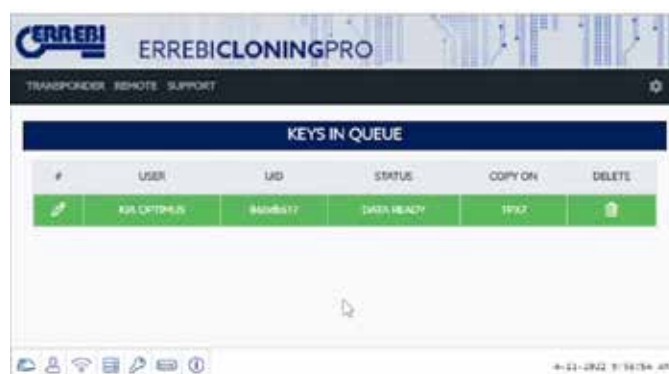 ERREBI
ERREBICLONINGPRO
TRANSPONDER REMOTE SUPPORT
KEYS IN QUEUE
# USER UID STATUS COPY ON DELETE
KIA OPTIMUS DATA READY TPX7